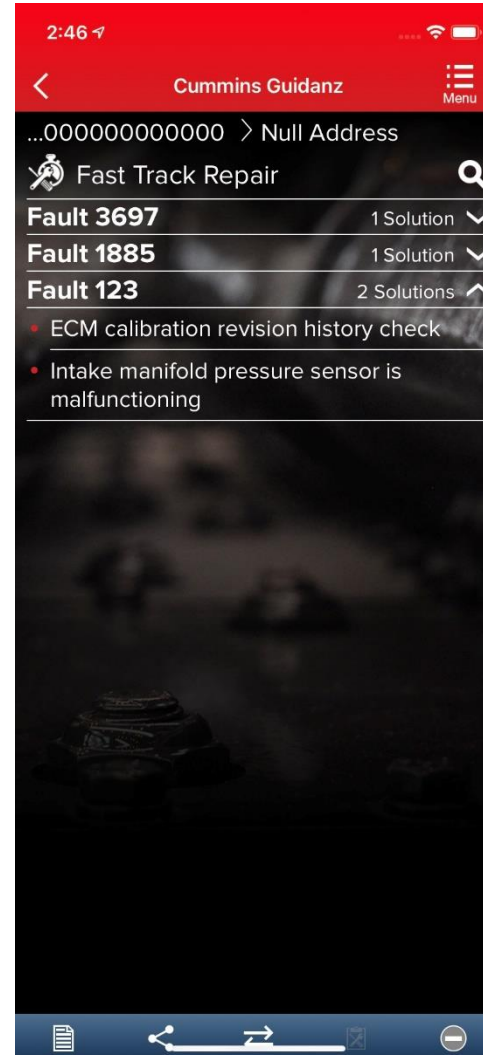 2:46
Cummins Guidanz
Menu
...000000000000 > Null Address
Fast Track Repair
Fault 3697 1 Solution
Fault 1885 1 Solution
Fault 123 2 Solutions
• ECM calibration revision history check
• Intake manifold pressure sensor is
malfunctioning